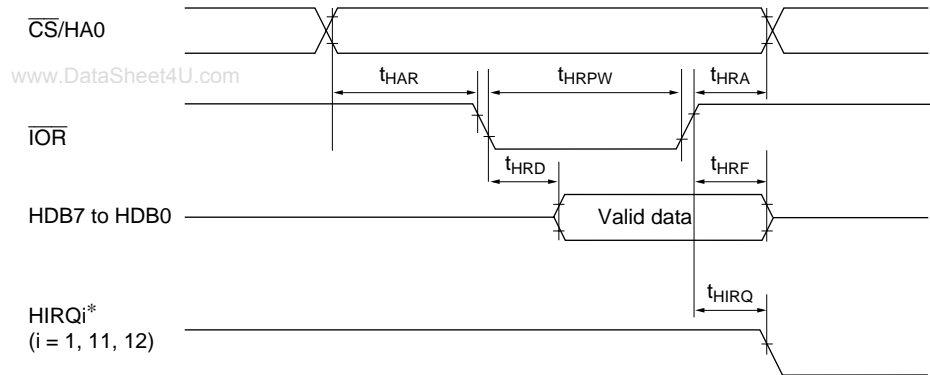 CS/HA0
www.DataSheet4U.com
tHAR
tHRPW
tHRA
IOR
tHRD
tHRF
HDB7 to HDB0
Valid data
tHIRQ
HIRQi*
(i = 1, 11, 12)